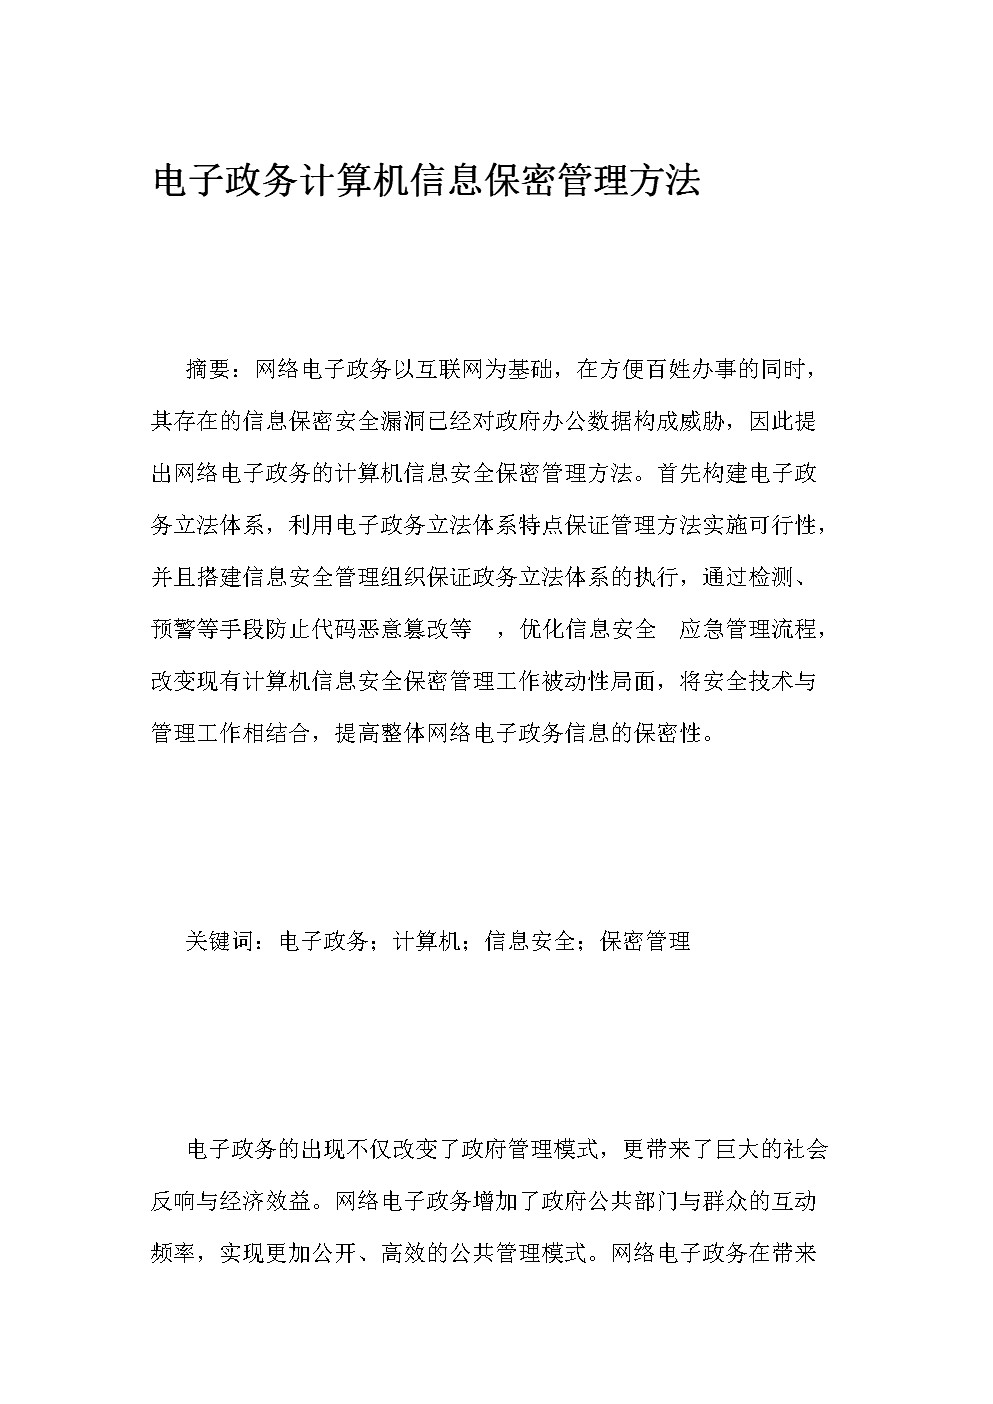 电子政务计算机信息保密管理方法
摘要：网络电子政务以互联网为基础，在方便百姓办事的同时，
其存在的信息保密安全漏洞已经对政府办公数据构成威胁，因此提
出网络电子政务的计算机信息安全保密管理方法。首先构建电子政
务立法体系，利用电子政务立法体系特点保证管理方法实施可行性，
并且搭建信息安全管理组织保证政务立法体系的执行，通过检测、
预警等手段防止代码恶意篡改等　，优化信息安全　应急管理流程，
改变现有计算机信息安全保密管理工作被动性局面，将安全技术与
管理工作相结合，提高整体网络电子政务信息的保密性。
关键词：电子政务；计算机；信息安全；保密管理
电子政务的出现不仅改变了政府管理模式，更带来了巨大的社会
反响与经济效益。网络电子政务增加了政府公共部门与群众的互动
频率，实现更加公开、高效的公共管理模式。网络电子政务在带来